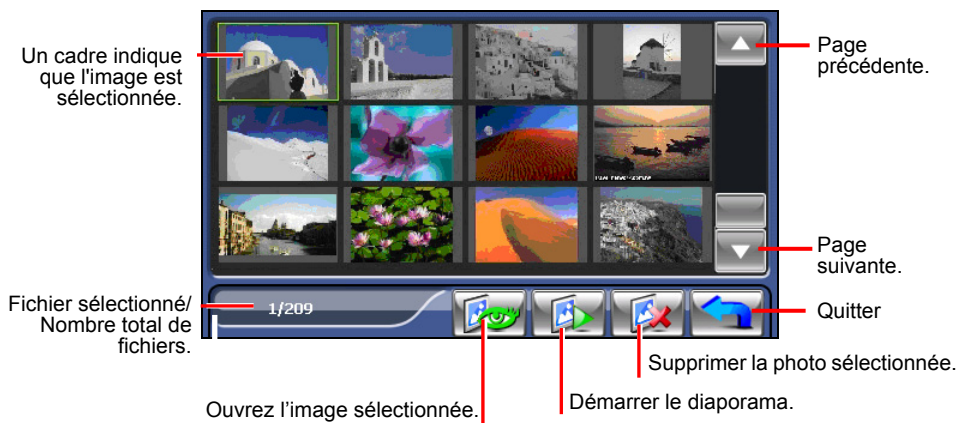 Un cadre indique
que l'image est
sélectionnée.
Page
précédente.
Page
suivante.
Fichier sélectionné/
Nombre total de
fichiers.
1/209
Quitter
Supprimer la photo sélectionnée.
Démarrer le diaporama.
Ouvrez l’image sélectionnée.